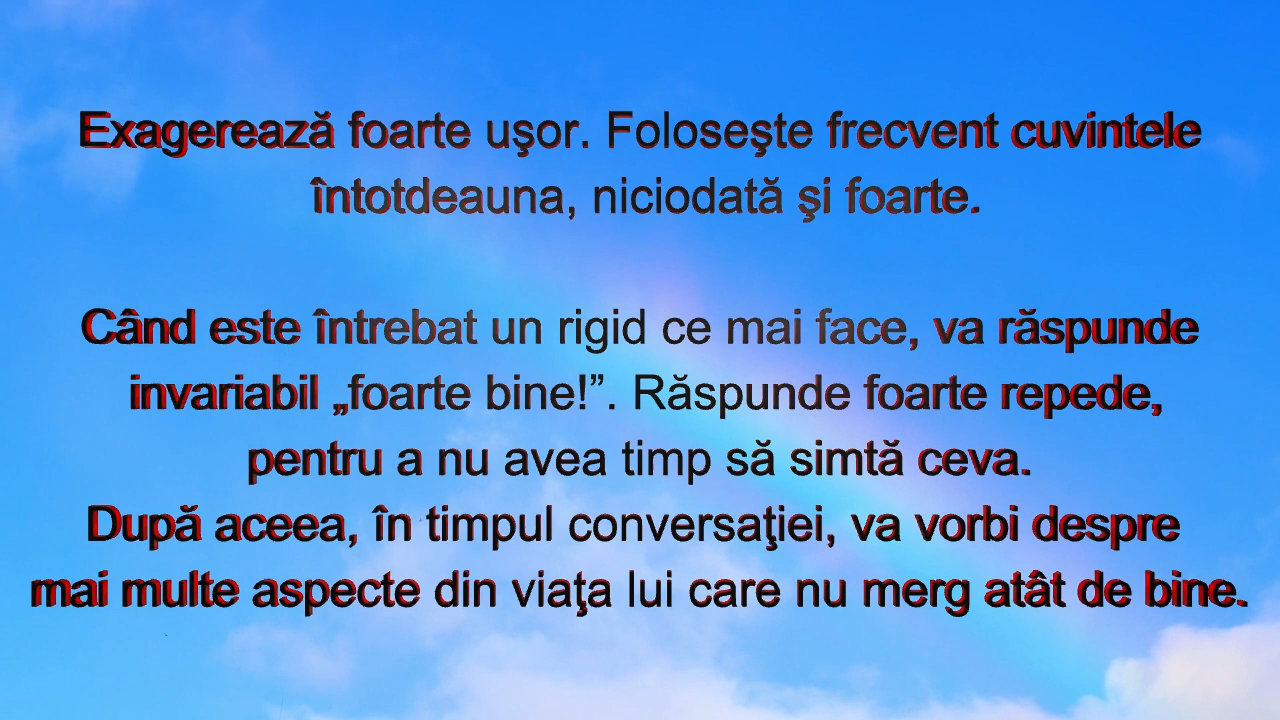 Exagerează foarte uşor. Foloseşte frecvent cuvintele
întotdeauna, niciodată şi foarte.
Când este întrebat un rigid ce mai face, va răspunde
invariabil „foarte bine!”. Răspunde foarte repede,
pentru a nu avea timp să simtă ceva.
După aceea, în timpul conversaţiei, va vorbi despre
mai multe aspecte din viaţa lui care nu merg atât de bine.